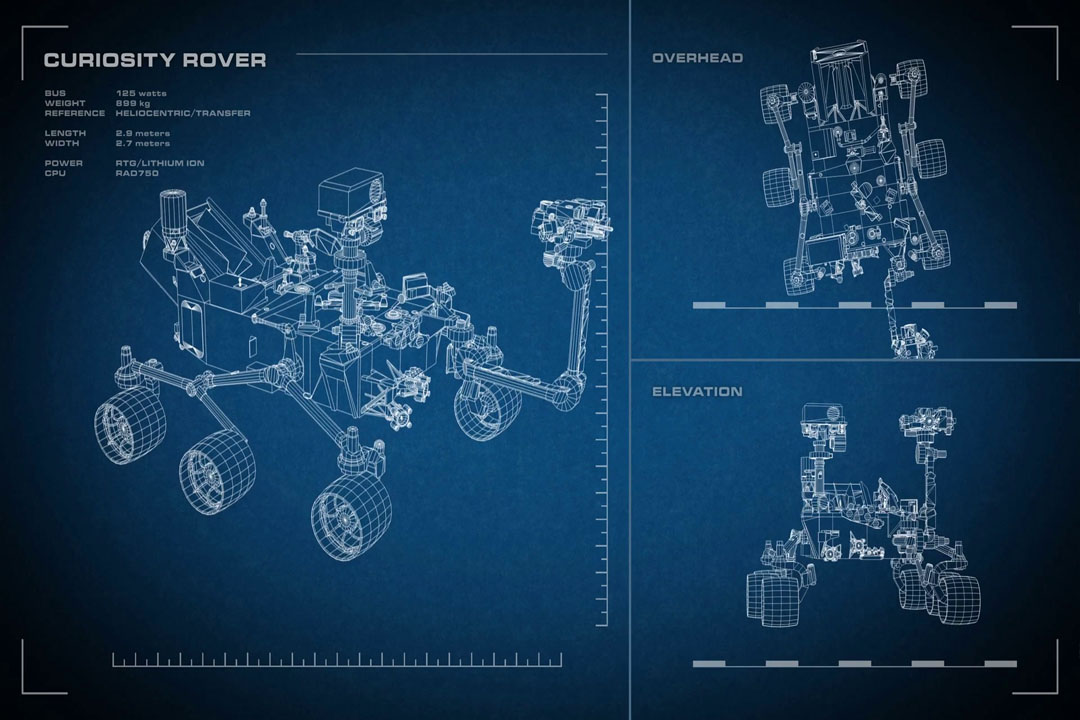 CURIOSITY ROVER
BUS 125 watts
WEIGHT 899 kg
REFERENCE HELIOCENTRIC/TRANSFER
LENGTH 2.9 meters
WIDTH 2.7 meters
POWER RTG/LITHIUM ION
CPU RAD750
OVERHEAD
ELEVATION